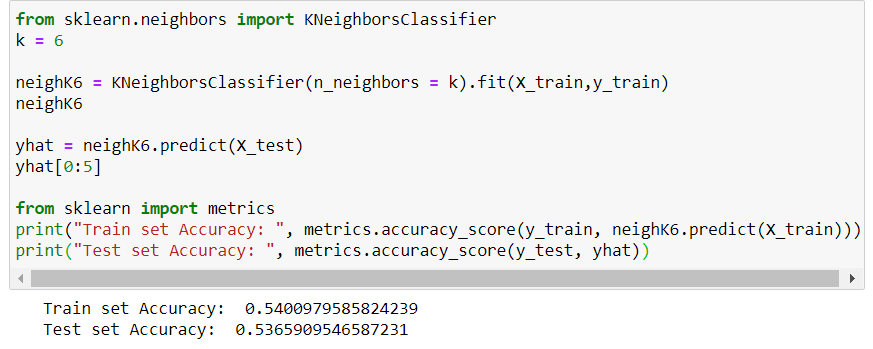 from sklearn.neighbors import KNeighborsClassifier
k = 6
neighK6 = KNeighborsClassifier(n_neighbors = k).fit(X_train,y_train)
neighK6
yhat = neighK6.predict(X_test)
yhat[0:5]
from sklearn import metrics
print("Train set Accuracy: ", metrics.accuracy_score(y_train, neighK6.predict(X_train)))
print("Test set Accuracy: ", metrics.accuracy_score(y_test, yhat))
Train set Accuracy:  0.5400979585824239
Test set Accuracy:  0.5365909546587231